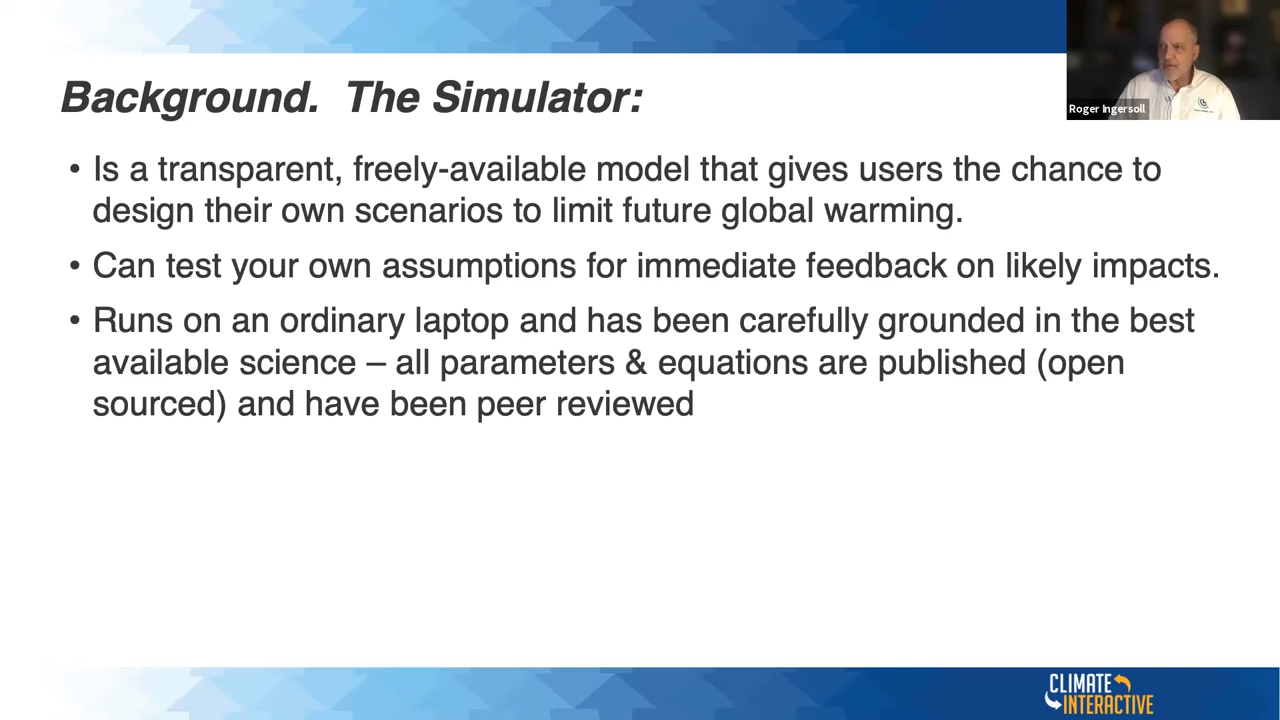 Background.  The Simulator:
Roger Ingersoll
• Is a transparent, freely-available model that gives users the chance to
design their own scenarios to limit future global warming.
• Can test your own assumptions for immediate feedback on likely impacts.
• Runs on an ordinary laptop and has been carefully grounded in the best
available science – all parameters & equations are published (open
sourced) and have been peer reviewed
CLIMATE
INTERACTIVE